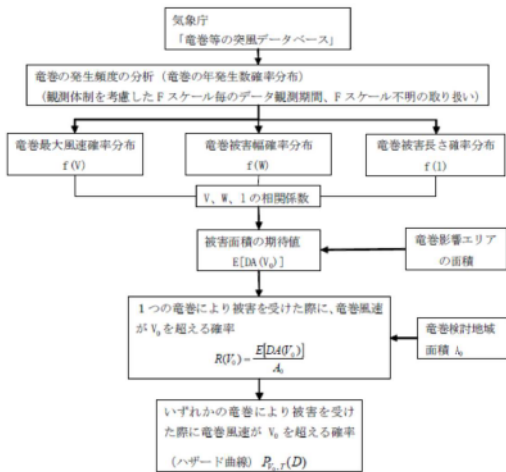 気象庁
「竜巻等の突風データベース」
竜巻の発生頻度の分析（竜巻の年発生数確率分布）
（観測体制を考慮したFスケール毎のデータ観測期間、Fスケール不明の取り扱い）
竜巻最大風速確率分布
f(V)
竜巻被害幅確率分布
f(W)
竜巻被害長さ確率分布
f(l)
V、W、lの相関係数
被害面積の期待値
E[DA(V₀)]
竜巻影響エリア
の面積
1つの竜巻により被害を受けた際に、竜巻風速
がV₀を超える確率
R(V₀)=E[DA(V₀)]/A₀
竜巻検討地域
面積 A₀
いずれかの竜巻により被害を受け
た際に竜巻風速が V₀を超える確率
（ハザード曲線） P_{V₀,T}(D)